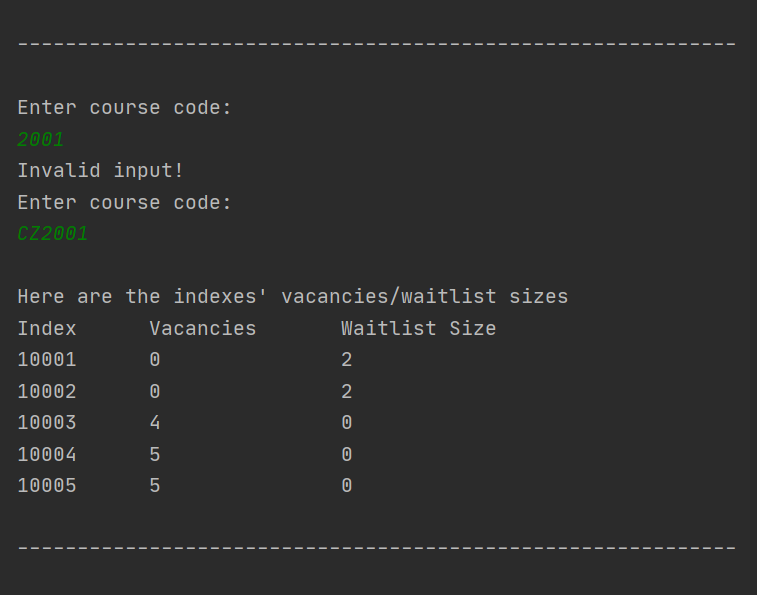 ------------------------------------------------------------
Enter course code:
2001
Invalid input!
Enter course code:
CZ2001
Here are the indexes' vacancies/waitlist sizes
Index Vacancies Waitlist Size
10001 0 2
10002 0 2
10003 4 0
10004 5 0
10005 5 0
------------------------------------------------------------